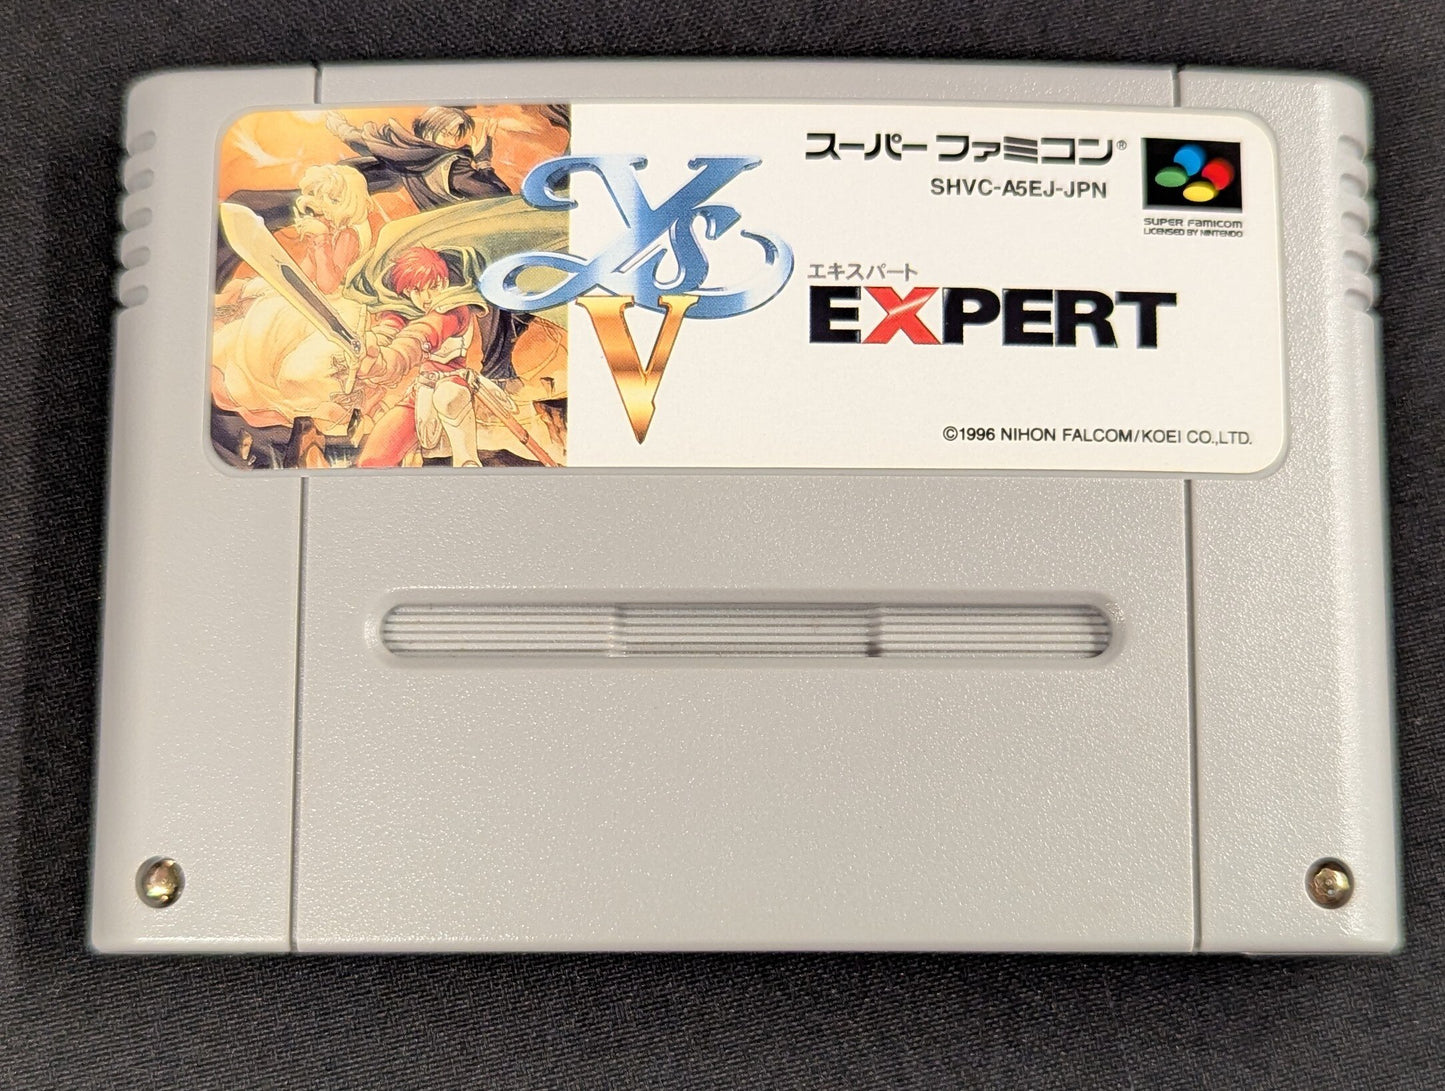 Ys
V
スーパーファミコン®
SHVC-A5EJ-JPN
SUPER FAMICOM
LICENSED BY NINTENDO
エキスパート
EXPERT
©1996 NIHON FALCOM/KOEI CO.,LTD.